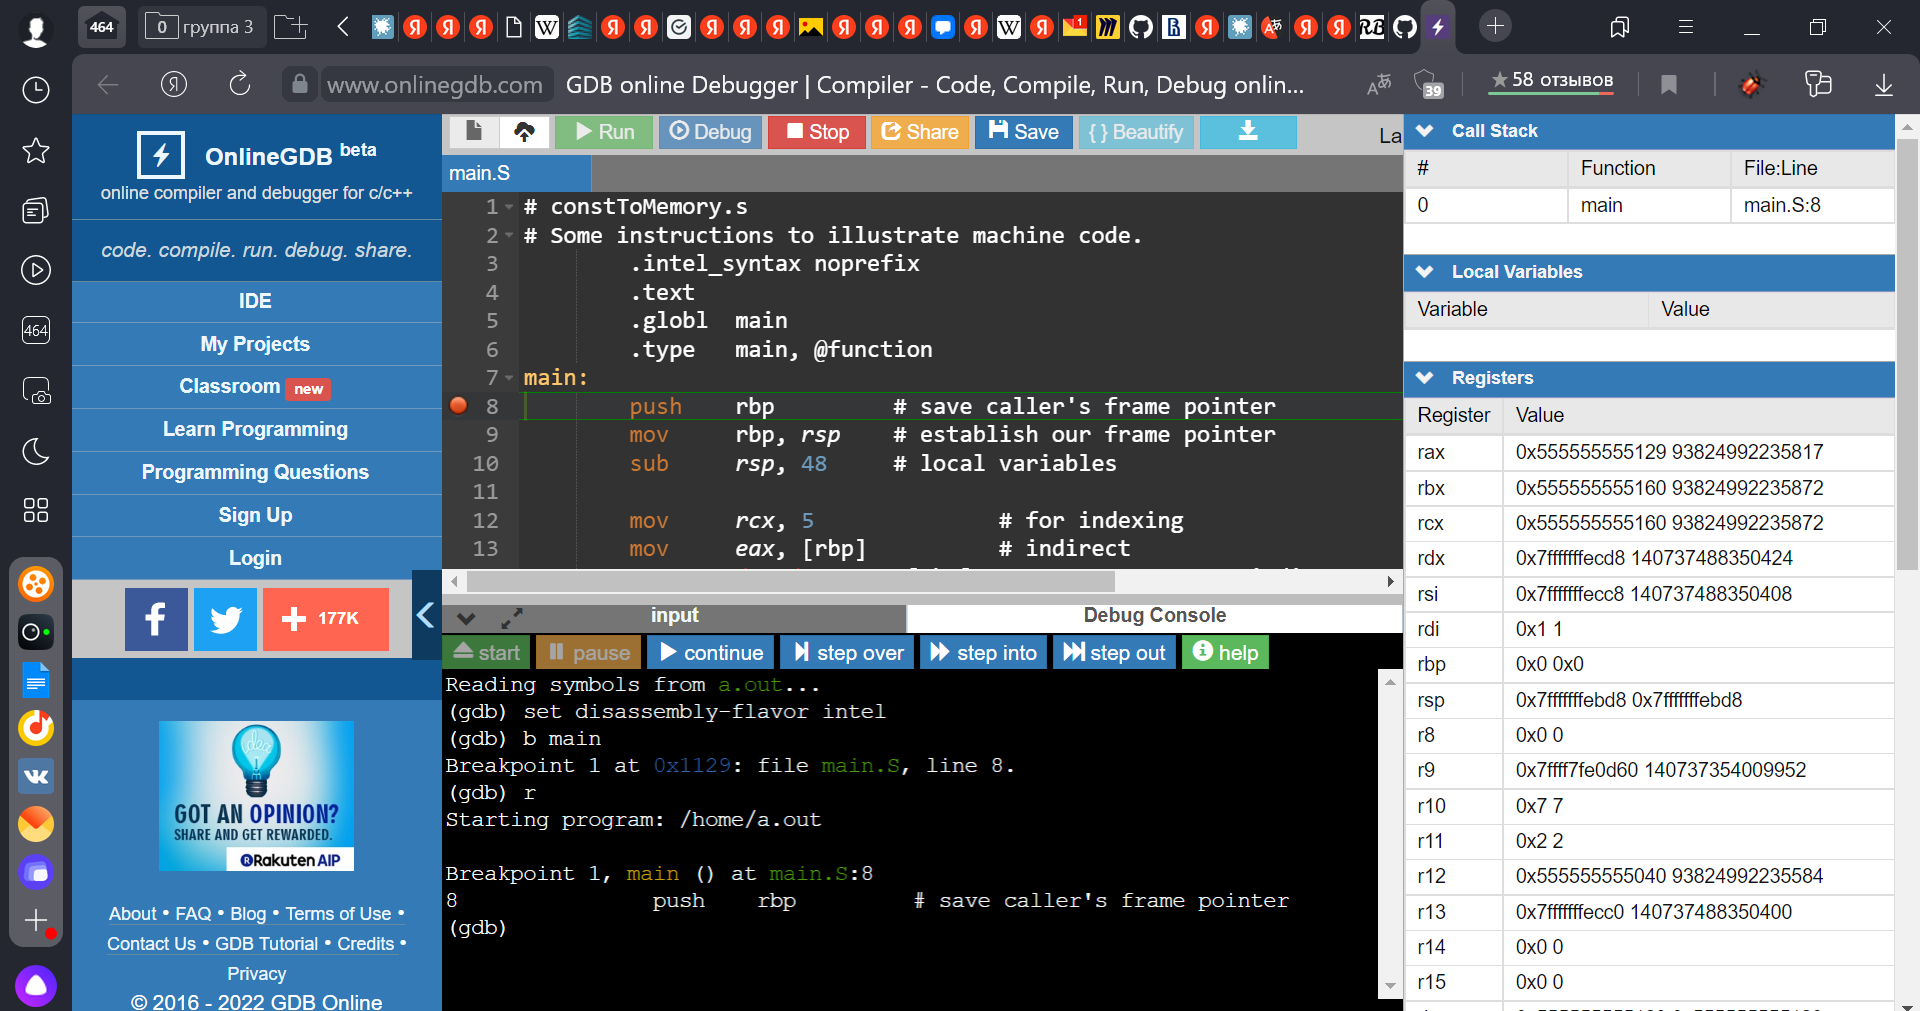 464
0 группа 3
1
www.onlinegdb.com
GDB online Debugger | Compiler - Code, Compile, Run, Debug onlin...
39
★ 58 отзывов
464
OnlineGDB beta
online compiler and debugger for c/c++
code. compile. run. debug. share.
IDE
My Projects
Classroom new
Learn Programming
Programming Questions
Sign Up
Login
+ 177K
GOT AN OPINION?
SHARE AND GET REWARDED.
Rakuten AIP
About • FAQ • Blog • Terms of Use •
Contact Us • GDB Tutorial • Credits •
Privacy
© 2016 - 2022 GDB Online
Run
Debug
Stop
Share
Save
{ } Beautify
La
main.S
1 # constToMemory.s
2 # Some instructions to illustrate machine code.
3 .intel_syntax noprefix
4 .text
5 .globl main
6 .type main, @function
7 main:
8 push rbp # save caller's frame pointer
9 mov rbp, rsp # establish our frame pointer
10 sub rsp, 48 # local variables
11
12 mov rcx, 5 # for indexing
13 mov eax, [rbp] # indirect
input
Debug Console
start
pause
continue
step over
step into
step out
help
Reading symbols from a.out...
(gdb) set disassembly-flavor intel
(gdb) b main
Breakpoint 1 at 0x1129: file main.S, line 8.
(gdb) r
Starting program: /home/a.out
Breakpoint 1, main () at main.S:8
8 push rbp # save caller's frame pointer
(gdb)
Call Stack
# Function File:Line
0 main main.S:8
Local Variables
Variable Value
Registers
Register Value
rax 0x555555555129 93824992235817
rbx 0x555555555160 93824992235872
rcx 0x555555555160 93824992235872
rdx 0x7fffffffecd8 140737488350424
rsi 0x7fffffffecc8 140737488350408
rdi 0x1 1
rbp 0x0 0x0
rsp 0x7fffffffebd8 0x7fffffffebd8
r8 0x0 0
r9 0x7ffff7fe0d60 140737354009952
r10 0x7 7
r11 0x2 2
r12 0x555555555040 93824992235584
r13 0x7fffffffecc0 140737488350400
r14 0x0 0
r15 0x0 0